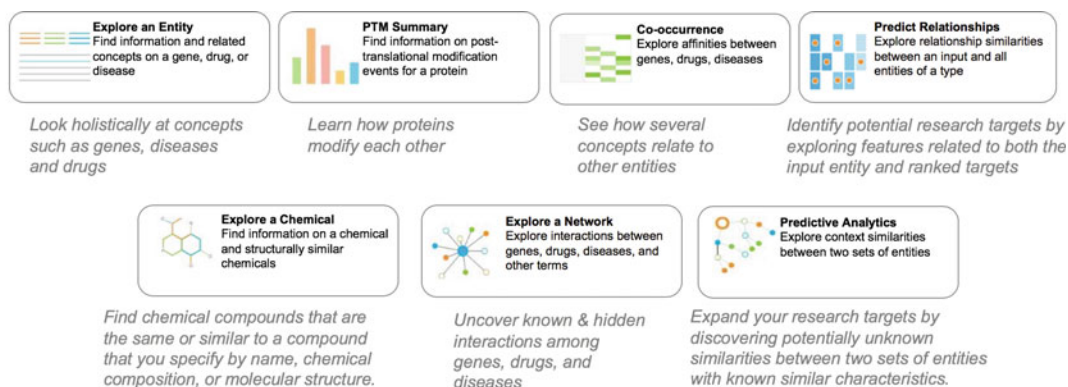 Explore an Entity
Find information and related
concepts on a gene, drug, or
disease
Look holistically at concepts
such as genes, diseases
and drugs
PTM Summary
Find information on post-
translational modification
events for a protein
Learn how proteins
modify each other
Co-occurrence
Explore affinities between
genes, drugs, diseases
See how several
concepts relate to
other entities
Predict Relationships
Explore relationship similarities
between an input and all
entities of a type
Identify potential research targets by
exploring features related to both the
input entity and ranked targets
Explore a Chemical
Find information on a chemical
and structurally similar
chemicals
Find chemical compounds that are
the same or similar to a compound
that you specify by name, chemical
composition, or molecular structure.
Explore a Network
Explore interactions between
genes, drugs, diseases, and
other terms
Uncover known & hidden
interactions among
genes, drugs, and
diseases
Predictive Analytics
Explore context similarities
between two sets of entities
Expand your research targets by
discovering potentially unknown
similarities between two sets of entities
with known similar characteristics.